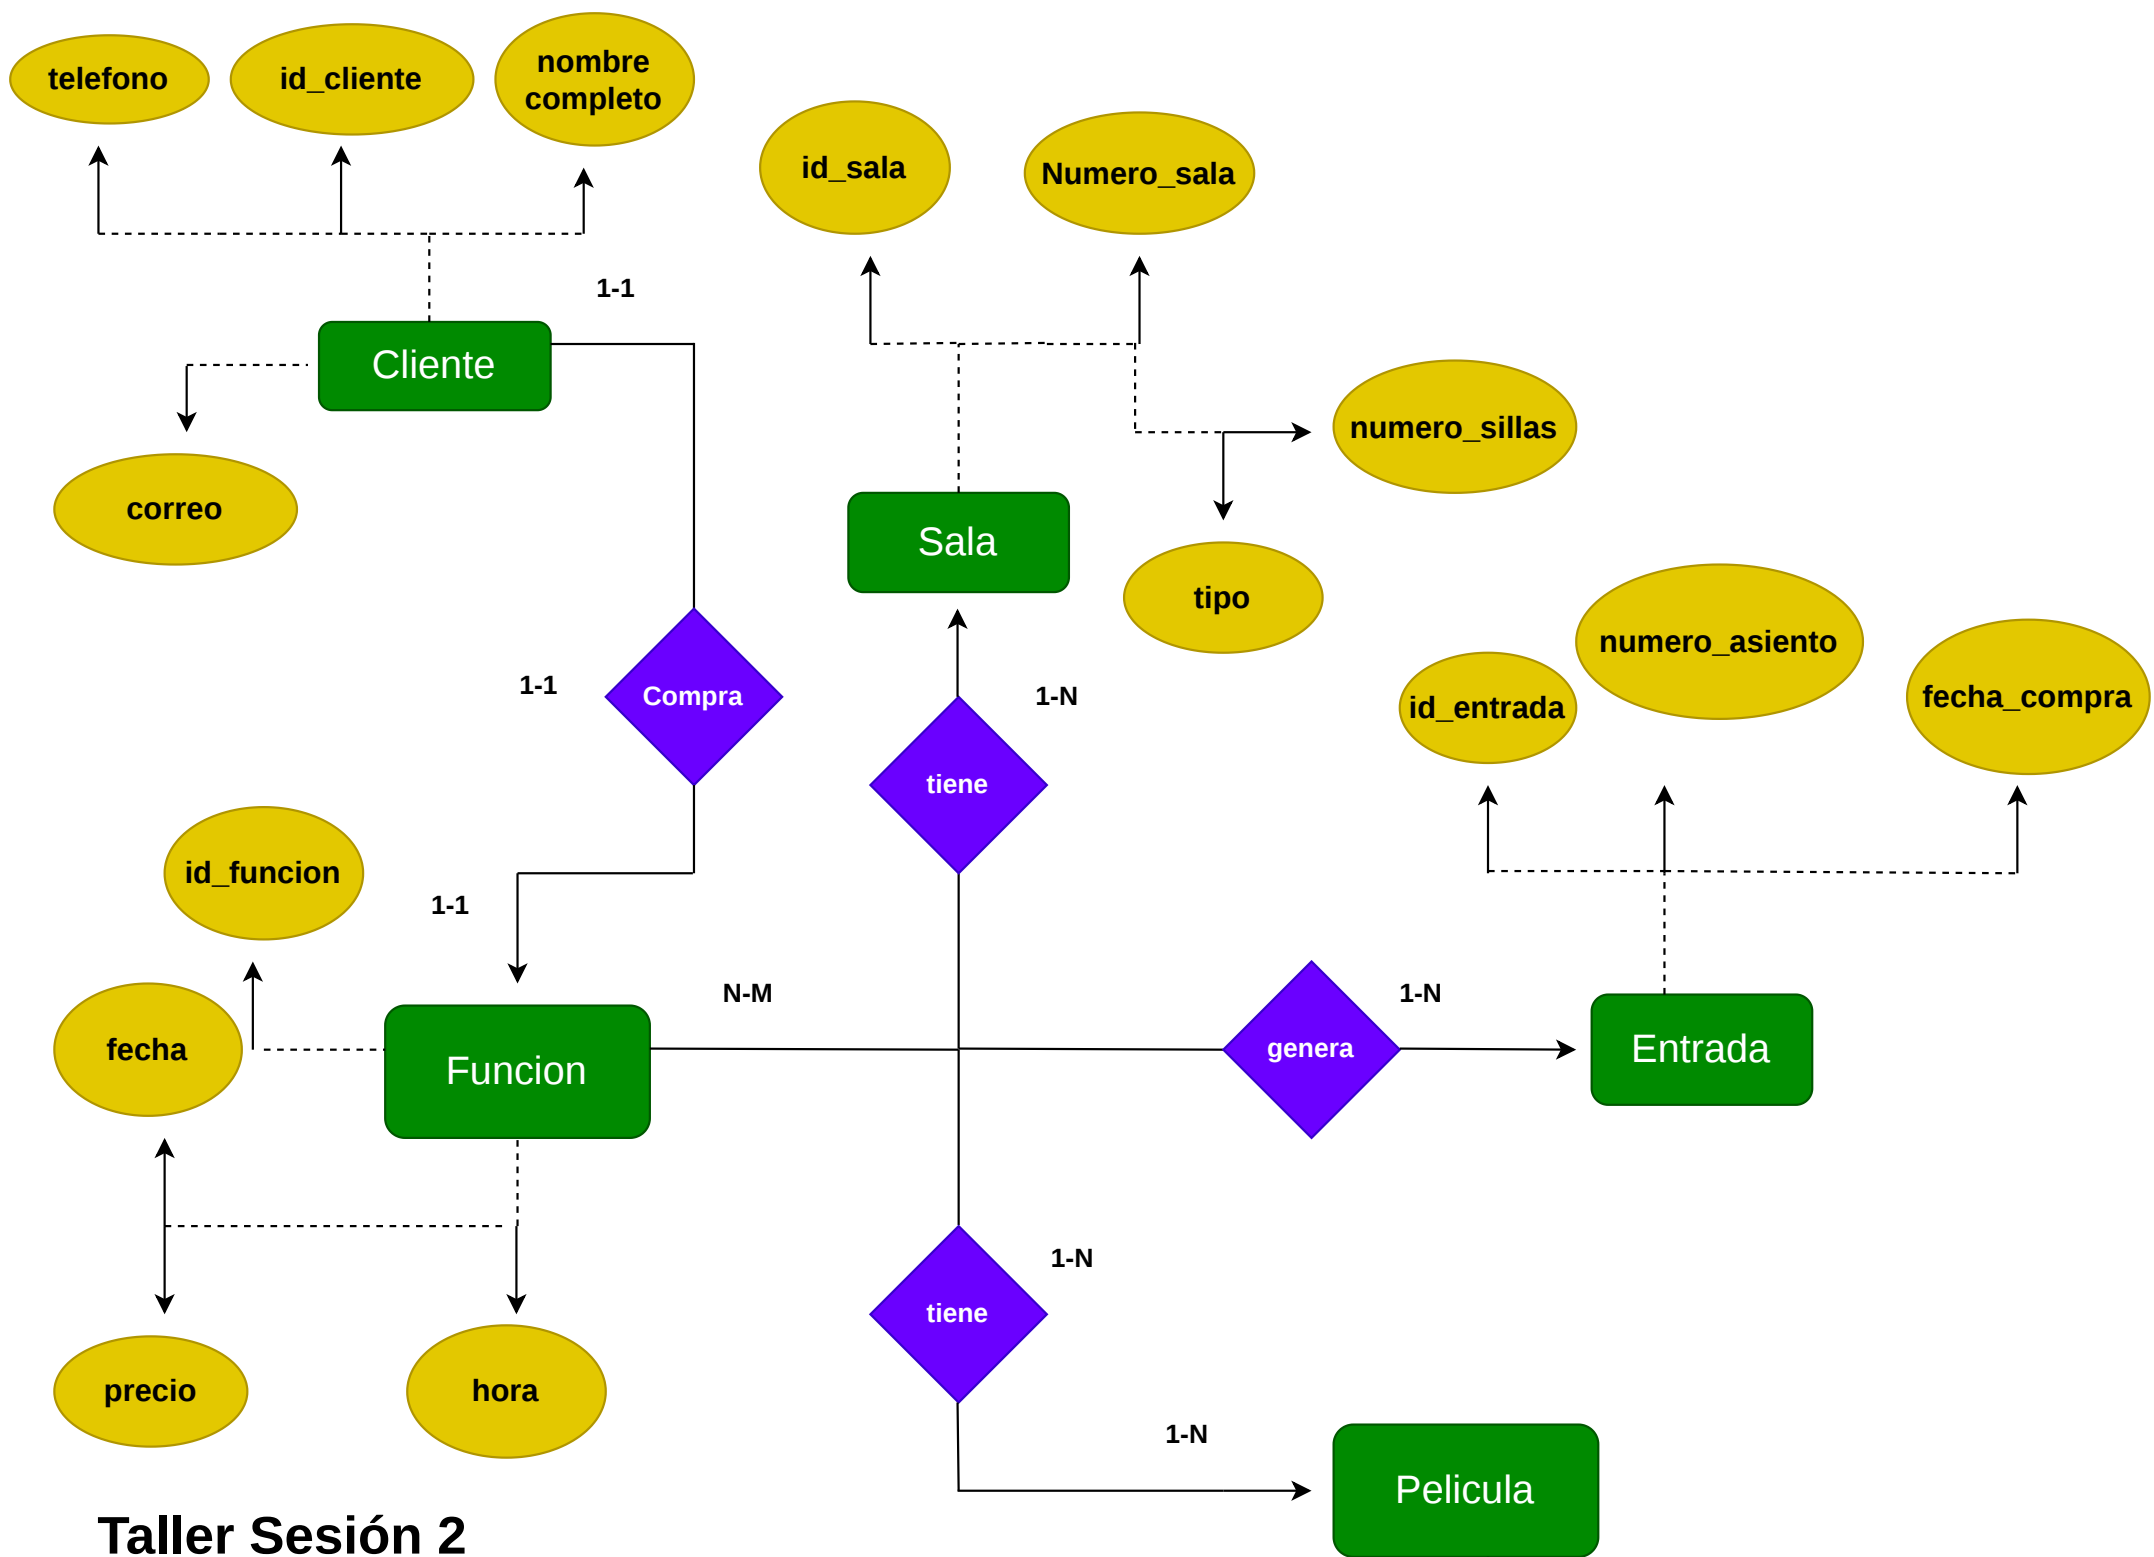 telefono
id_cliente
nombre
completo
id_sala
Numero_sala
1-1
Cliente
numero_sillas
correo
Sala
tipo
numero_asiento
id_entrada
fecha_compra
1-1
Compra
1-N
tiene
id_funcion
1-1
N-M
1-N
fecha
Funcion
genera
Entrada
1-N
tiene
precio
hora
1-N
Pelicula
Taller Sesión 2